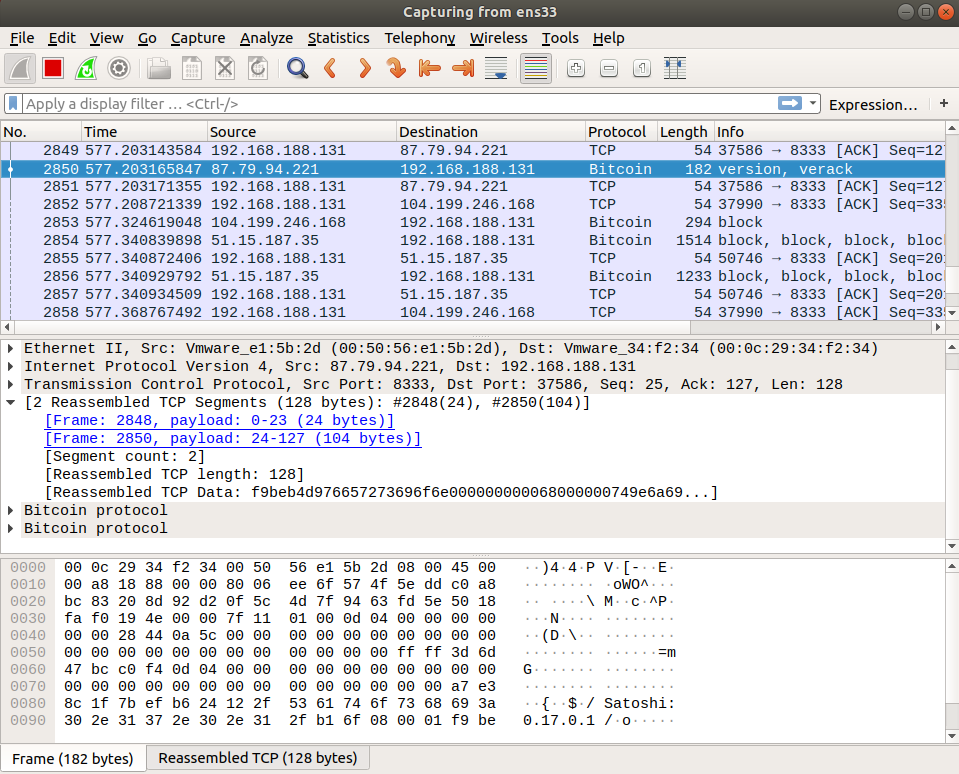 Capturing from ens33
File Edit View Go Capture Analyze Statistics Telephony Wireless Tools Help
Apply a display filter … <Ctrl-/> Expression… +
No. Time Source Destination Protocol Length Info
2849 577.203143584 192.168.188.131 87.79.94.221 TCP 54 37586 → 8333 [ACK] Seq=127
2850 577.203165847 87.79.94.221 192.168.188.131 Bitcoin 182 version, verack
2851 577.203171355 192.168.188.131 87.79.94.221 TCP 54 37586 → 8333 [ACK] Seq=127
2852 577.208721339 192.168.188.131 104.199.246.168 TCP 54 37990 → 8333 [ACK] Seq=335
2853 577.324619048 104.199.246.168 192.168.188.131 Bitcoin 294 block
2854 577.340839898 51.15.187.35 192.168.188.131 Bitcoin 1514 block, block, block, block
2855 577.340872406 192.168.188.131 51.15.187.35 TCP 54 50746 → 8333 [ACK] Seq=20
2856 577.340929792 51.15.187.35 192.168.188.131 Bitcoin 1233 block, block, block, block
2857 577.340934509 192.168.188.131 51.15.187.35 TCP 54 50746 → 8333 [ACK] Seq=20
2858 577.368767492 192.168.188.131 104.199.246.168 TCP 54 37990 → 8333 [ACK] Seq=335
Ethernet II, Src: Vmware_e1:5b:2d (00:50:56:e1:5b:2d), Dst: Vmware_34:f2:34 (00:0c:29:34:f2:34)
Internet Protocol Version 4, Src: 87.79.94.221, Dst: 192.168.188.131
Transmission Control Protocol, Src Port: 8333, Dst Port: 37586, Seq: 25, Ack: 127, Len: 128
[2 Reassembled TCP Segments (128 bytes): #2848(24), #2850(104)]
[Frame: 2848, payload: 0-23 (24 bytes)]
[Frame: 2850, payload: 24-127 (104 bytes)]
[Segment count: 2]
[Reassembled TCP length: 128]
[Reassembled TCP Data: f9beb4d976657273696f6e000000000068000000749e6a69...]
Bitcoin protocol
Bitcoin protocol
0000 00 0c 29 34 f2 34 00 50 56 e1 5b 2d 08 00 45 00 ··)4·4·P V·[-··E·
0010 00 a8 18 88 00 00 80 06 ee 6f 57 4f 5e dd c0 a8 ········ ·oWO^···
0020 bc 83 20 8d 92 d2 0f 5c 4d 7f 94 63 fd 5e 50 18 ·· ····\ M··c·^P·
0030 fa f0 19 4e 00 00 7f 11 01 00 0d 04 00 00 00 00 ···N···· ········
0040 00 00 28 44 0a 5c 00 00 00 00 00 00 00 00 00 00 ··(D·\·· ········
0050 00 00 00 00 00 00 00 00 00 00 00 00 ff ff 3d 6d ········ ······=m
0060 47 bc c0 f4 0d 04 00 00 00 00 00 00 00 00 00 00 G······· ········
0070 00 00 00 00 00 00 00 00 00 00 00 00 00 00 a7 e3 ········ ········
0080 8c 1f 7b ef b6 24 12 2f 53 61 74 6f 73 68 69 3a ··{··$·/ Satoshi:
0090 30 2e 31 37 2e 30 2e 31 2f b1 6f 08 00 01 f9 be 0.17.0.1 /·o·····
Frame (182 bytes) Reassembled TCP (128 bytes)